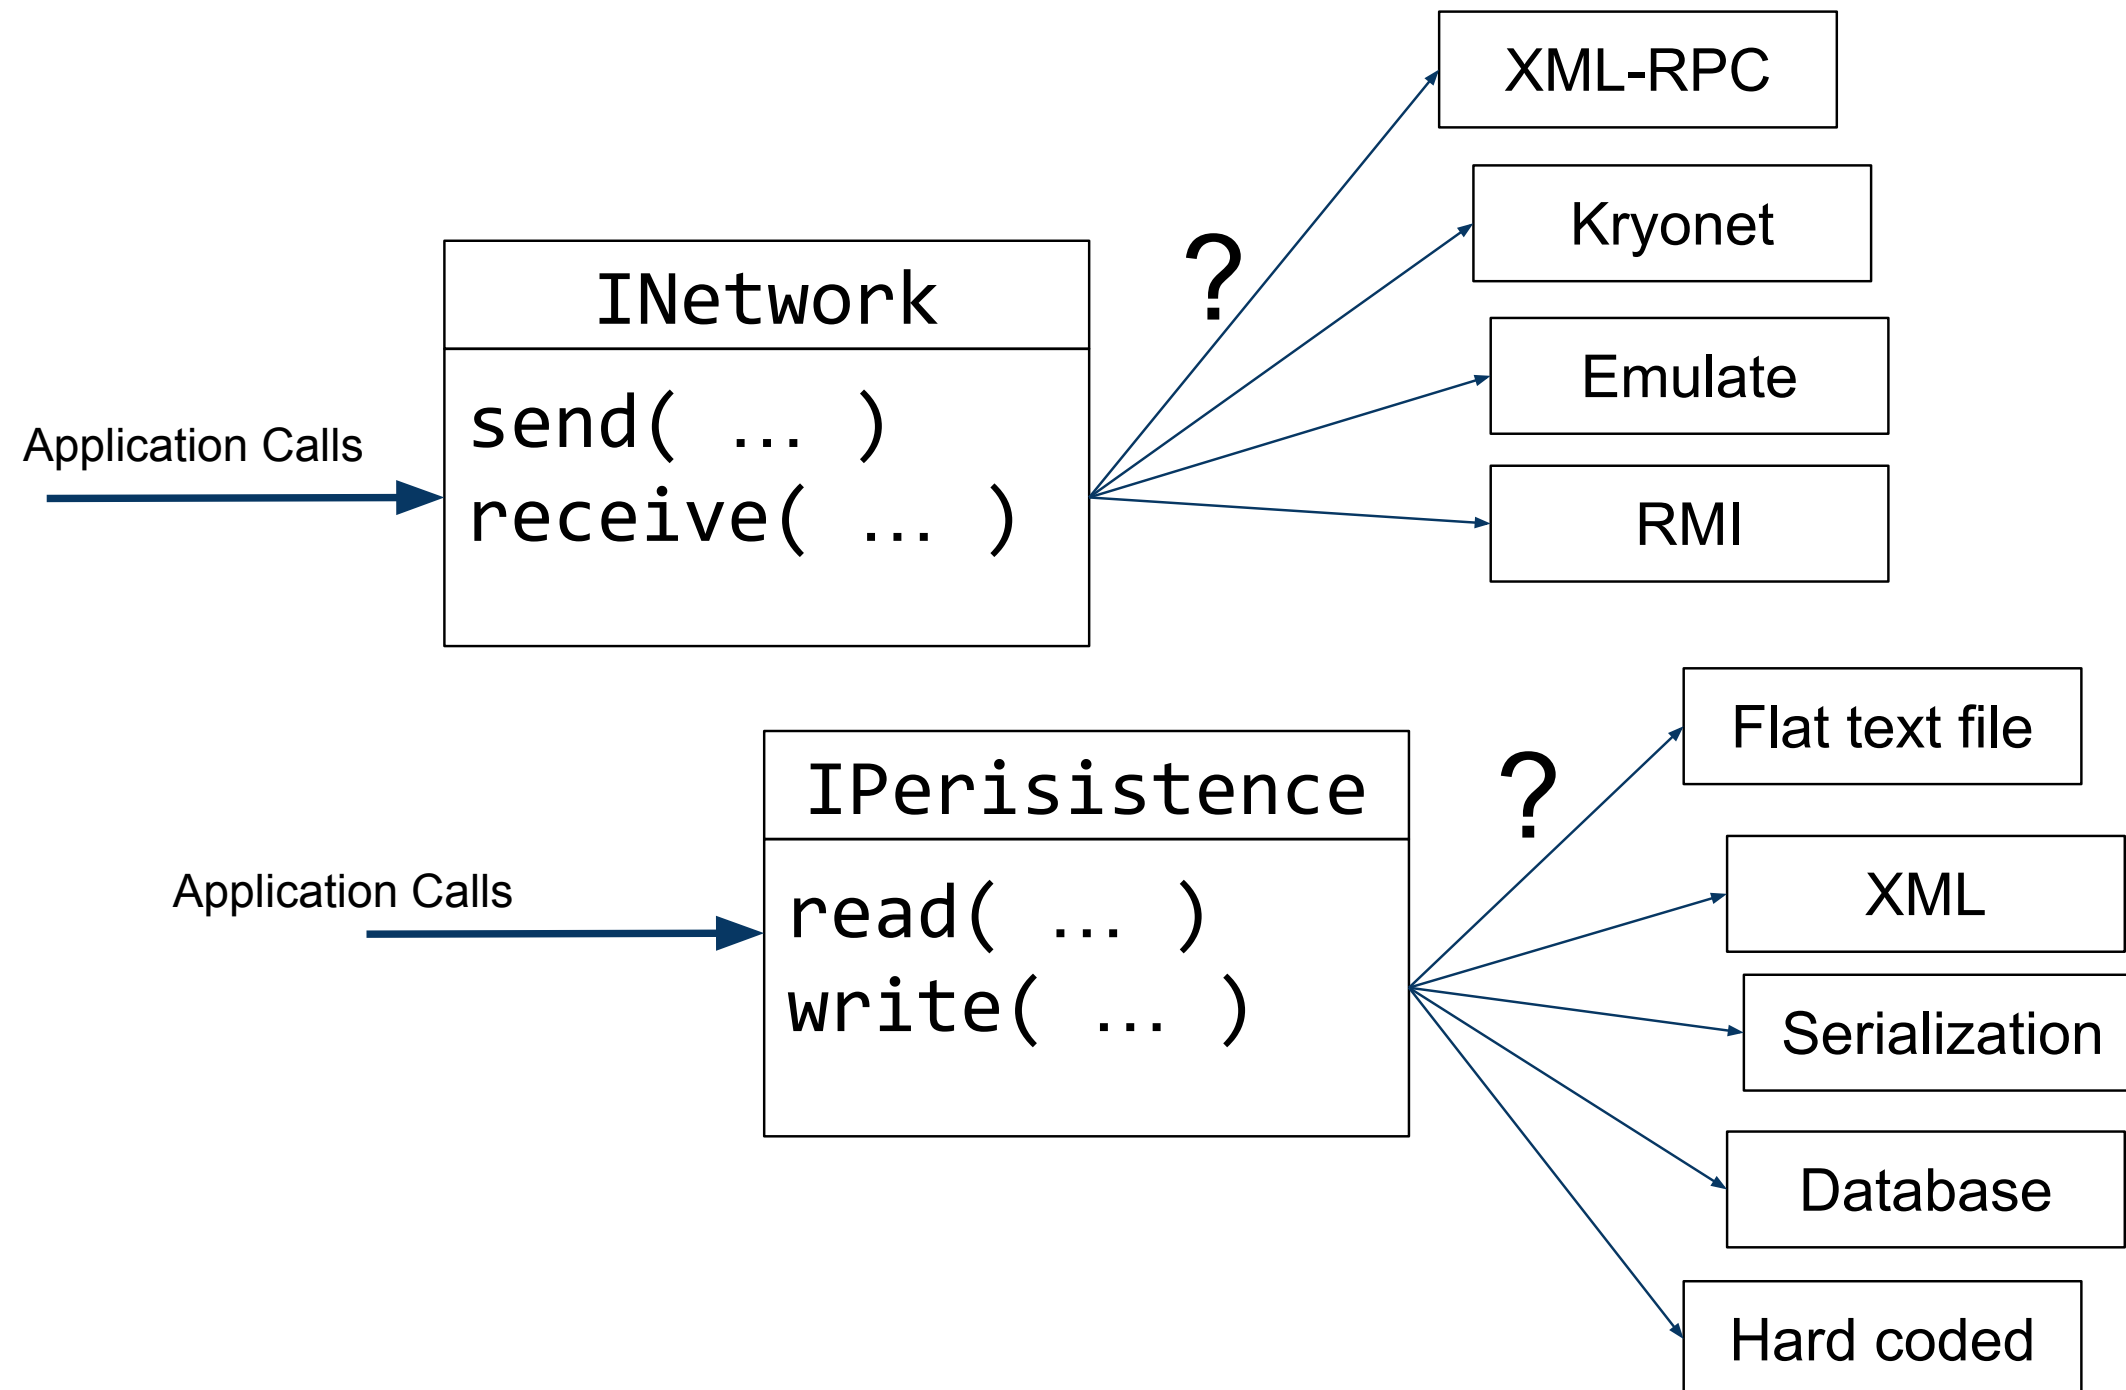 XML-RPC
Kryonet
?
INetwork
Emulate
send( … )
Application Calls
receive( … )
RMI
Flat text file
?
IPerisistence
XML
Application Calls
read( … )
write( … )
Serialization
Database
Hard coded